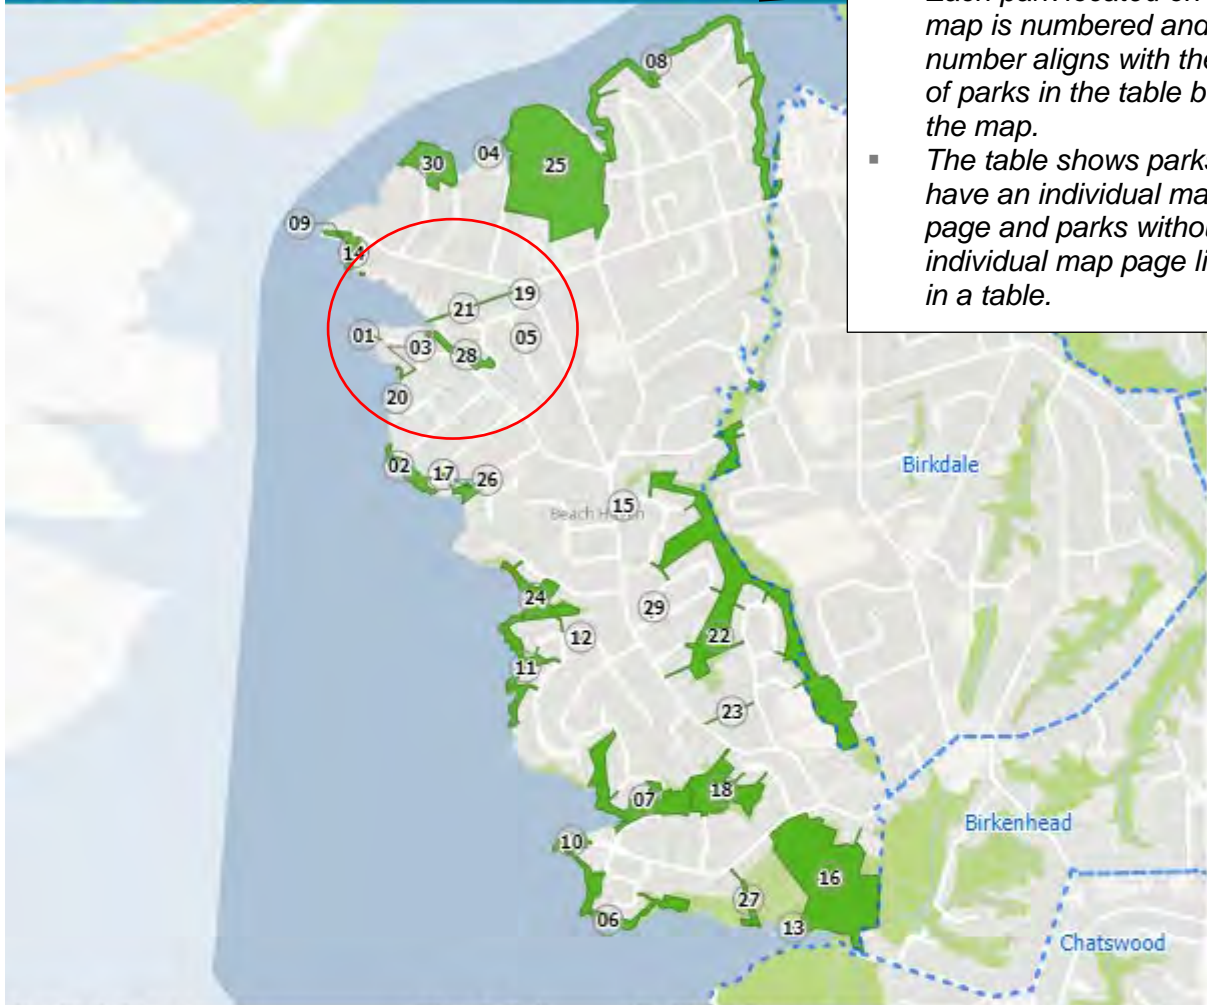 map is numbered and
number aligns with the
of parks in the table b
the map.
▪ The table shows parks
have an individual ma
page and parks withou
individual map page li
in a table.
08
04
30
25
09
14
19
21
01
03
05
28
20
02
17
26
Birkdale
15
Beach
24
29
12
22
11
23
07
18
10
Birkenhead
16
27
06
13
Chatswood